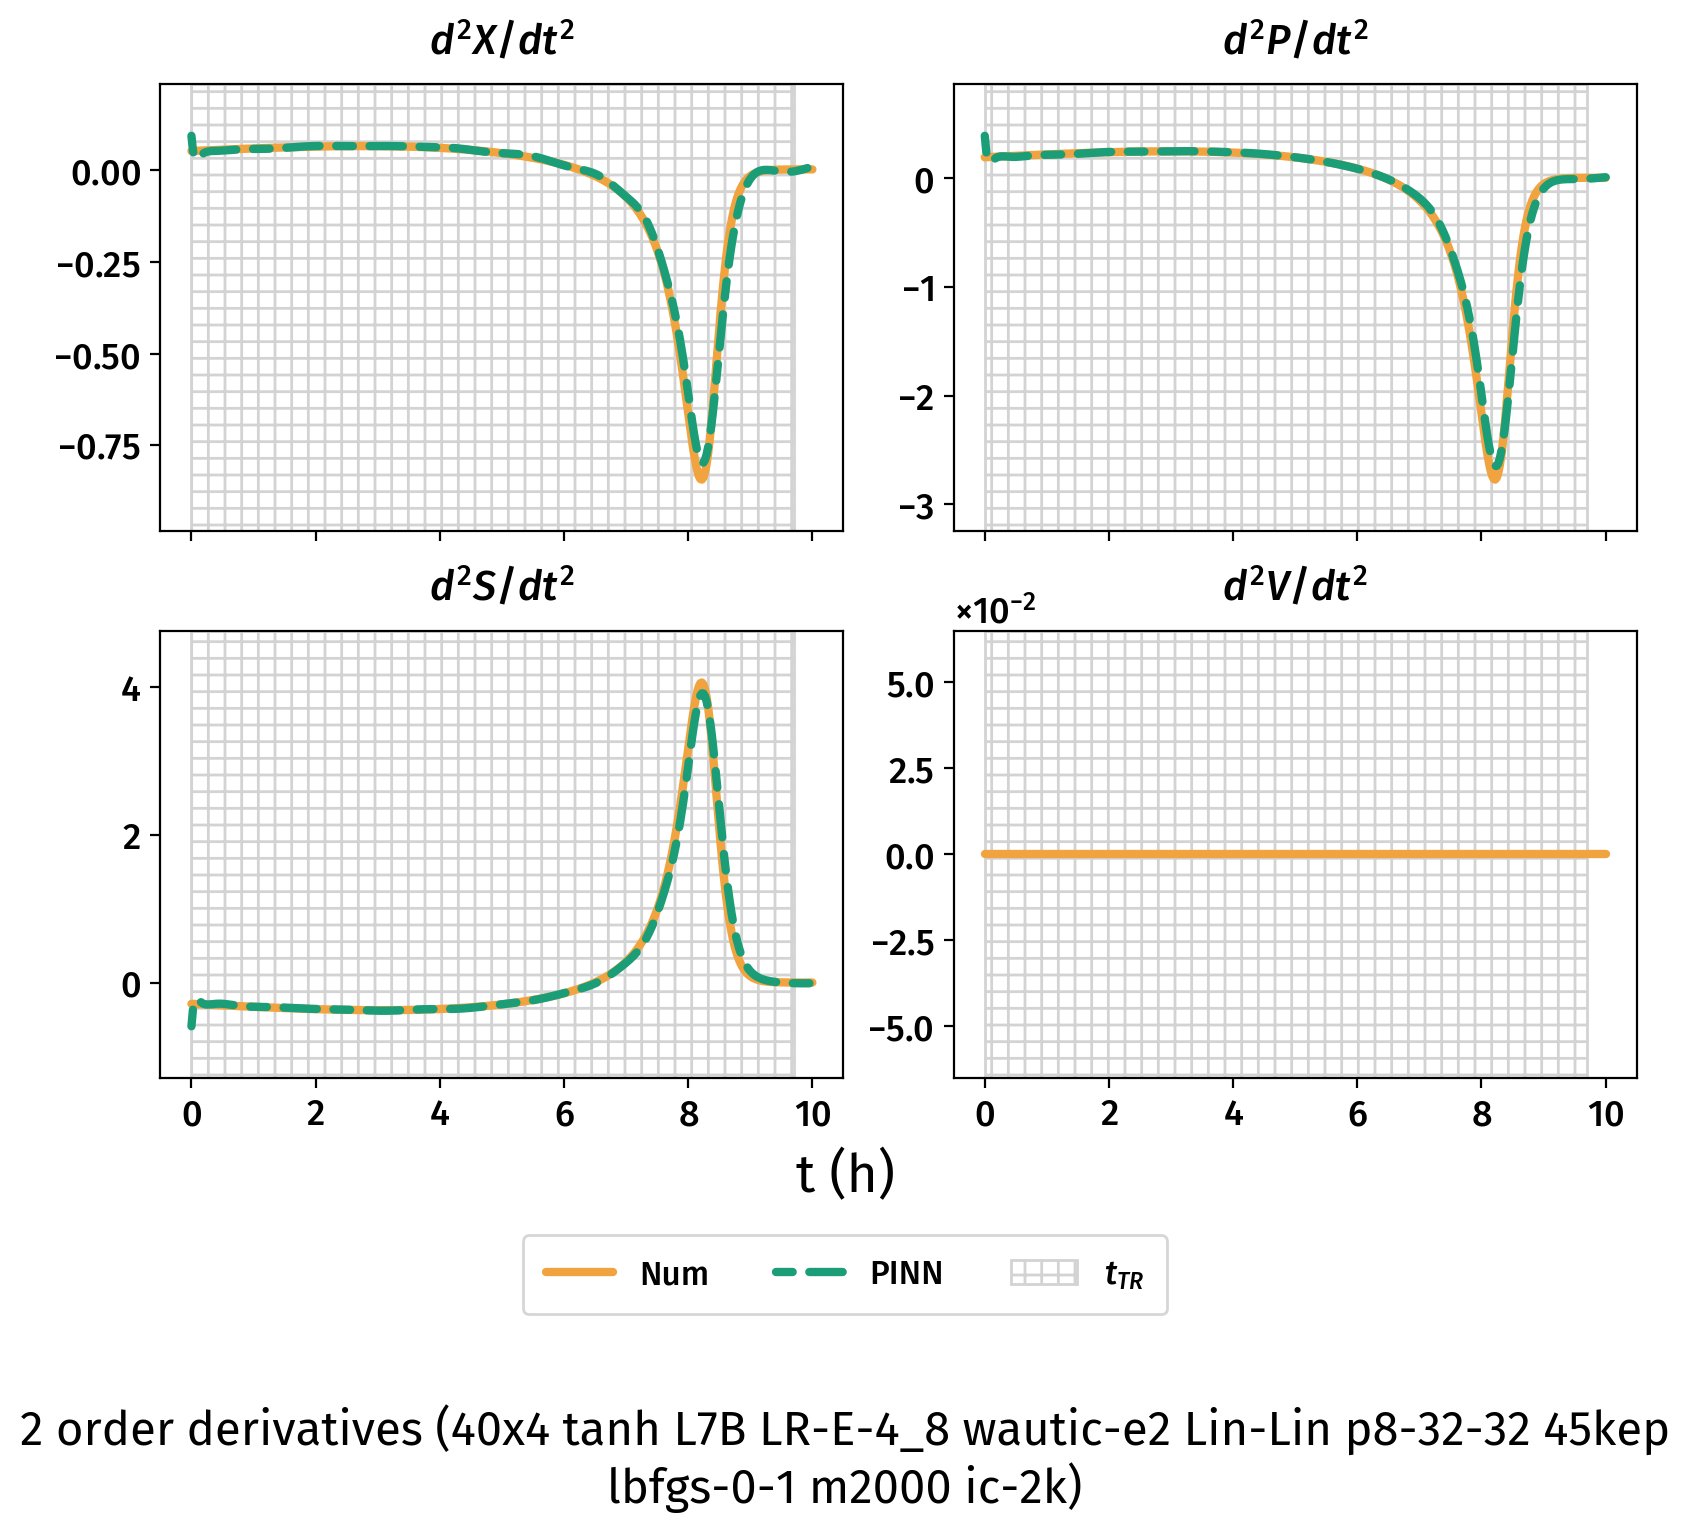 d²X/dt²
d²P/dt²
0.00
−0.25
−0.50
−0.75
0
−1
−2
−3
d²S/dt²
d²V/dt²
×10⁻²
4
2
0
5.0
2.5
0.0
−2.5
−5.0
0 2 4 6 8 10
0 2 4 6 8 10
t (h)
Num PINN t_TR
2 order derivatives (40x4 tanh L7B LR-E-4_8 wautic-e2 Lin-Lin p8-32-32 45kep
lbfgs-0-1 m2000 ic-2k)